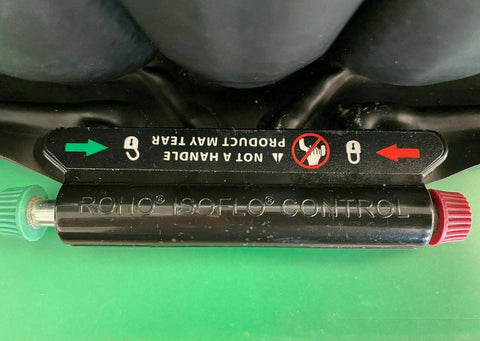 ⚠ NOT A HANDLE
PRODUCT MAY TEAR
ROHO® ISOFLO® CONTROL